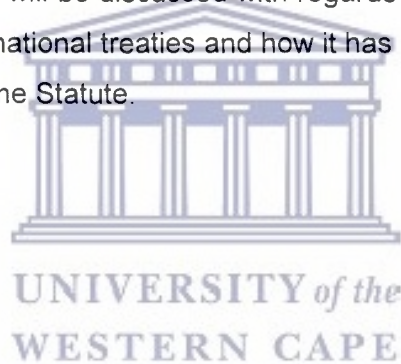 will be discussed with regards
national treaties and how it has
he Statute.
UNIVERSITY of the
WESTERN CAPE